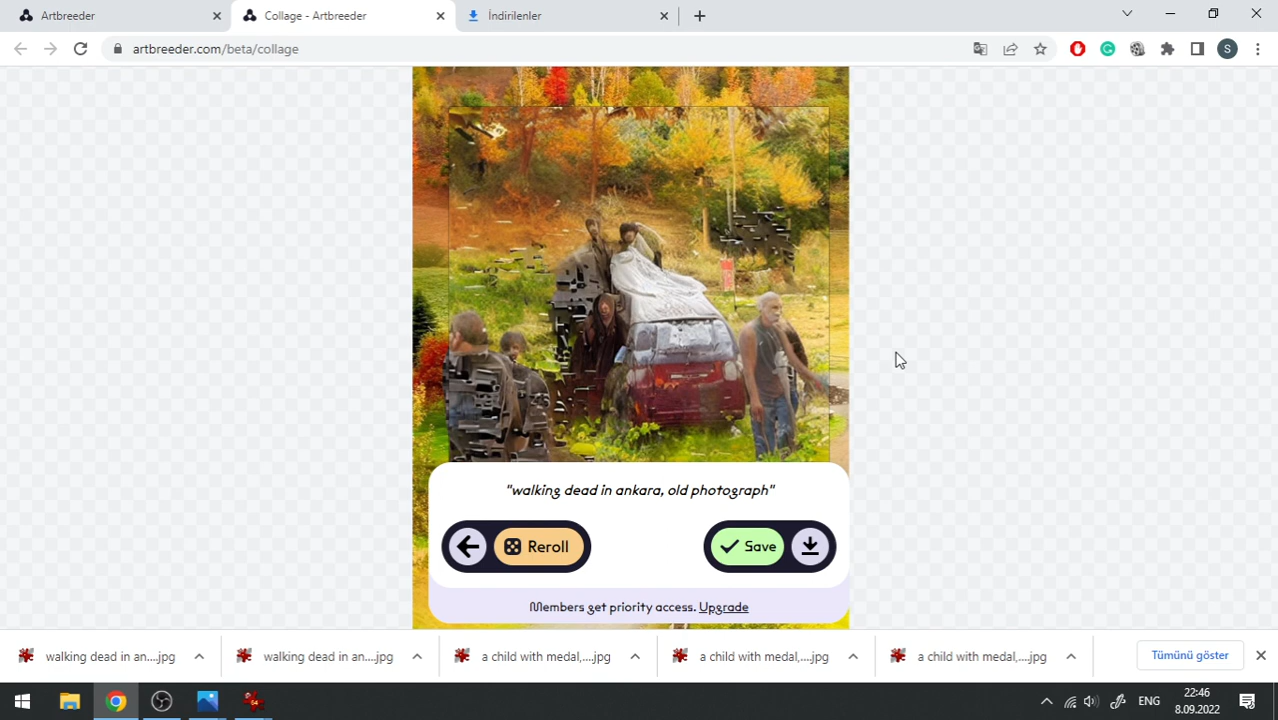 Artbreeder
Collage - Artbreeder
İndirilenler
artbreeder.com/beta/collage
S
"walking dead in ankara, old photograph"
Reroll
Save
Members get priority access. Upgrade
walking dead in an....jpg
walking dead in an....jpg
a child with medal,....jpg
a child with medal,....jpg
a child with medal,....jpg
Tümünü göster
64
ENG
22:46
8.09.2022